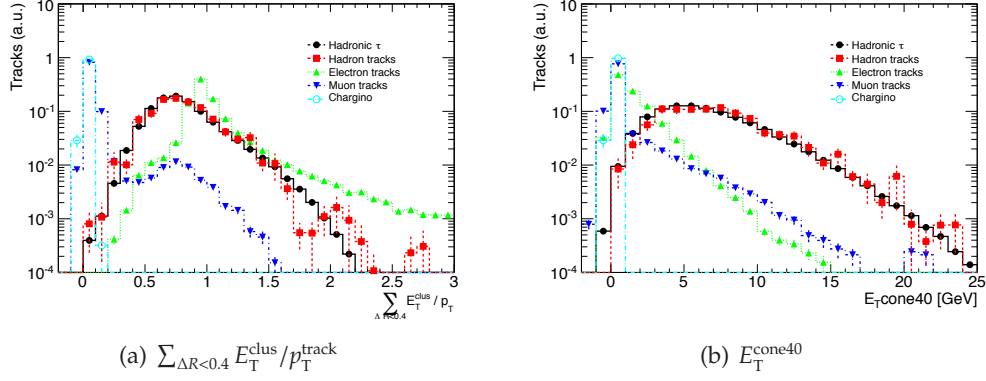 Tracks (a.u.)
10
1
10⁻¹
10⁻²
10⁻³
10⁻⁴
Hadronic τ
Hadron tracks
Electron tracks
Muon tracks
Chargino
0 0.5 1 1.5 2 2.5 3
∑ E_T^clus / p_T
Δ R<0.4
(a) ∑_ΔR<0.4 E_T^clus/p_T^track
Tracks (a.u.)
10
1
10⁻¹
10⁻²
10⁻³
10⁻⁴
Hadronic τ
Hadron tracks
Electron tracks
Muon tracks
Chargino
0 5 10 15 20 25
E_Tcone40 [GeV]
(b) E_T^cone40